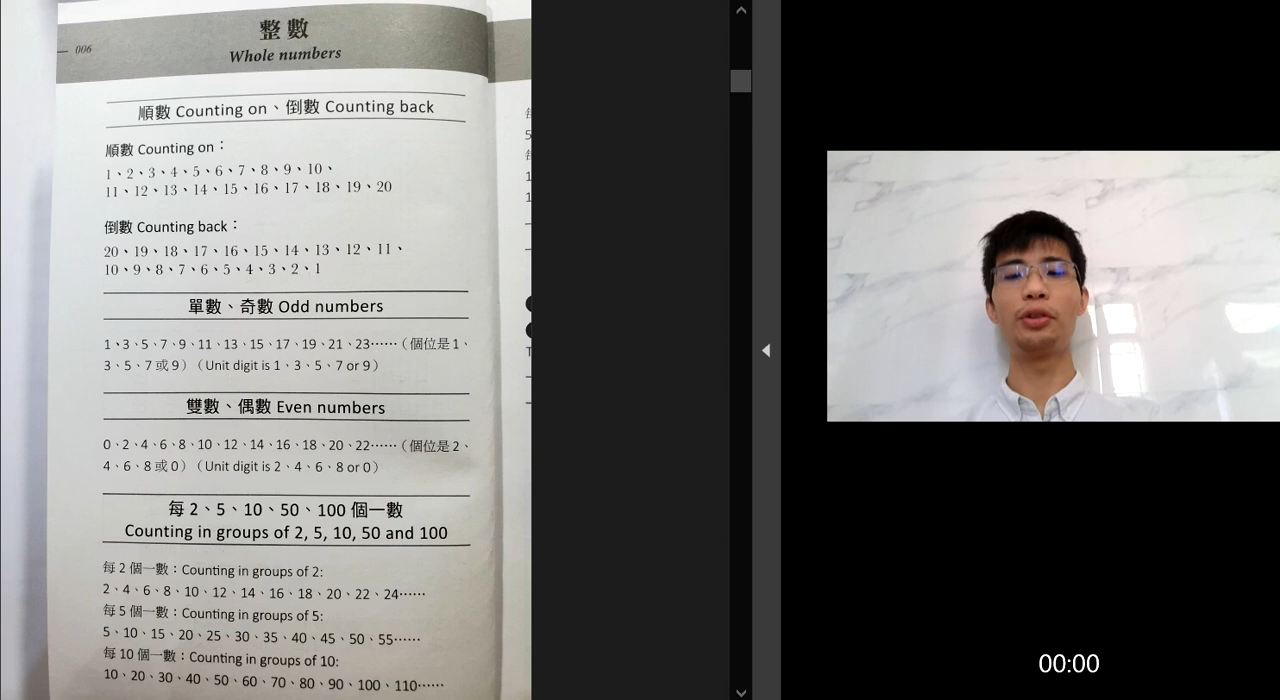 006
整數
Whole numbers
順數 Counting on、倒數 Counting back
順數 Counting on：
1、2、3、4、5、6、7、8、9、10、
11、12、13、14、15、16、17、18、19、20
倒數 Counting back：
20、19、18、17、16、15、14、13、12、11、
10、9、8、7、6、5、4、3、2、1
單數、奇數 Odd numbers
1、3、5、7、9、11、13、15、17、19、21、23……（個位是 1、
3、5、7 或 9）（Unit digit is 1、3、5、7 or 9）
雙數、偶數 Even numbers
0、2、4、6、8、10、12、14、16、18、20、22……（個位是 2、
4、6、8 或 0）（Unit digit is 2、4、6、8 or 0）
每 2、5、10、50、100 個一數
Counting in groups of 2, 5, 10, 50 and 100
每 2 個一數：Counting in groups of 2:
2、4、6、8、10、12、14、16、18、20、22、24……
每 5 個一數：Counting in groups of 5:
5、10、15、20、25、30、35、40、45、50、55……
每 10 個一數：Counting in groups of 10:
10、20、30、40、50、60、70、80、90、100、110……
00:00